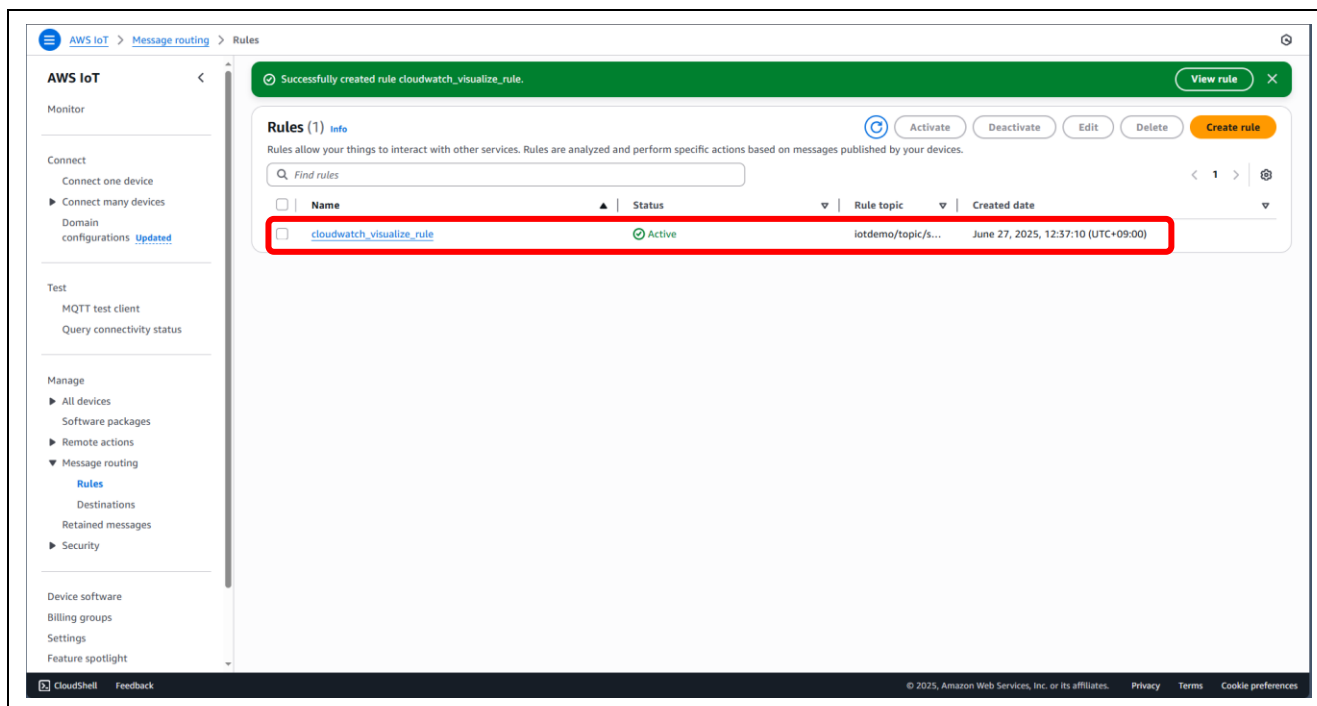 AWS IoT > Message routing > Rules
AWS IoT
Monitor
Connect
Connect one device
Connect many devices
Domain
configurations Updated
Test
MQTT test client
Query connectivity status
Manage
All devices
Software packages
Remote actions
Message routing
Rules
Destinations
Retained messages
Security
Device software
Billing groups
Settings
Feature spotlight
Successfully created rule cloudwatch_visualize_rule.
View rule
Rules (1) Info
Activate Deactivate Edit Delete Create rule
Rules allow your things to interact with other services. Rules are analyzed and perform specific actions based on messages published by your devices.
Find rules
1
Name Status Rule topic Created date
cloudwatch_visualize_rule Active iotdemo/topic/s... June 27, 2025, 12:37:10 (UTC+09:00)
CloudShell Feedback © 2025, Amazon Web Services, Inc. or its affiliates. Privacy Terms Cookie preferences